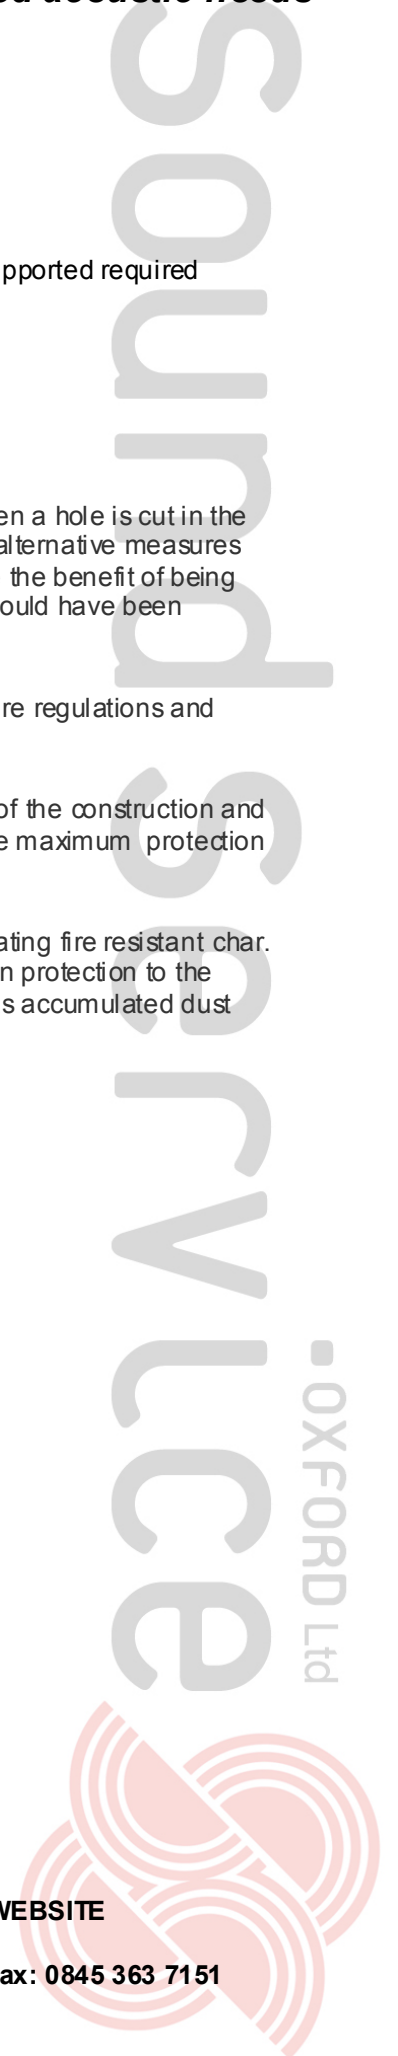 pported required
en a hole is cut in the
alternative measures
the benefit of being
ould have been
re regulations and
of the construction and
e maximum protection
ating fire resistant char.
n protection to the
s accumulated dust
WEBSITE
ax: 0845 363 7151
Sound Service
OXFORD Ltd